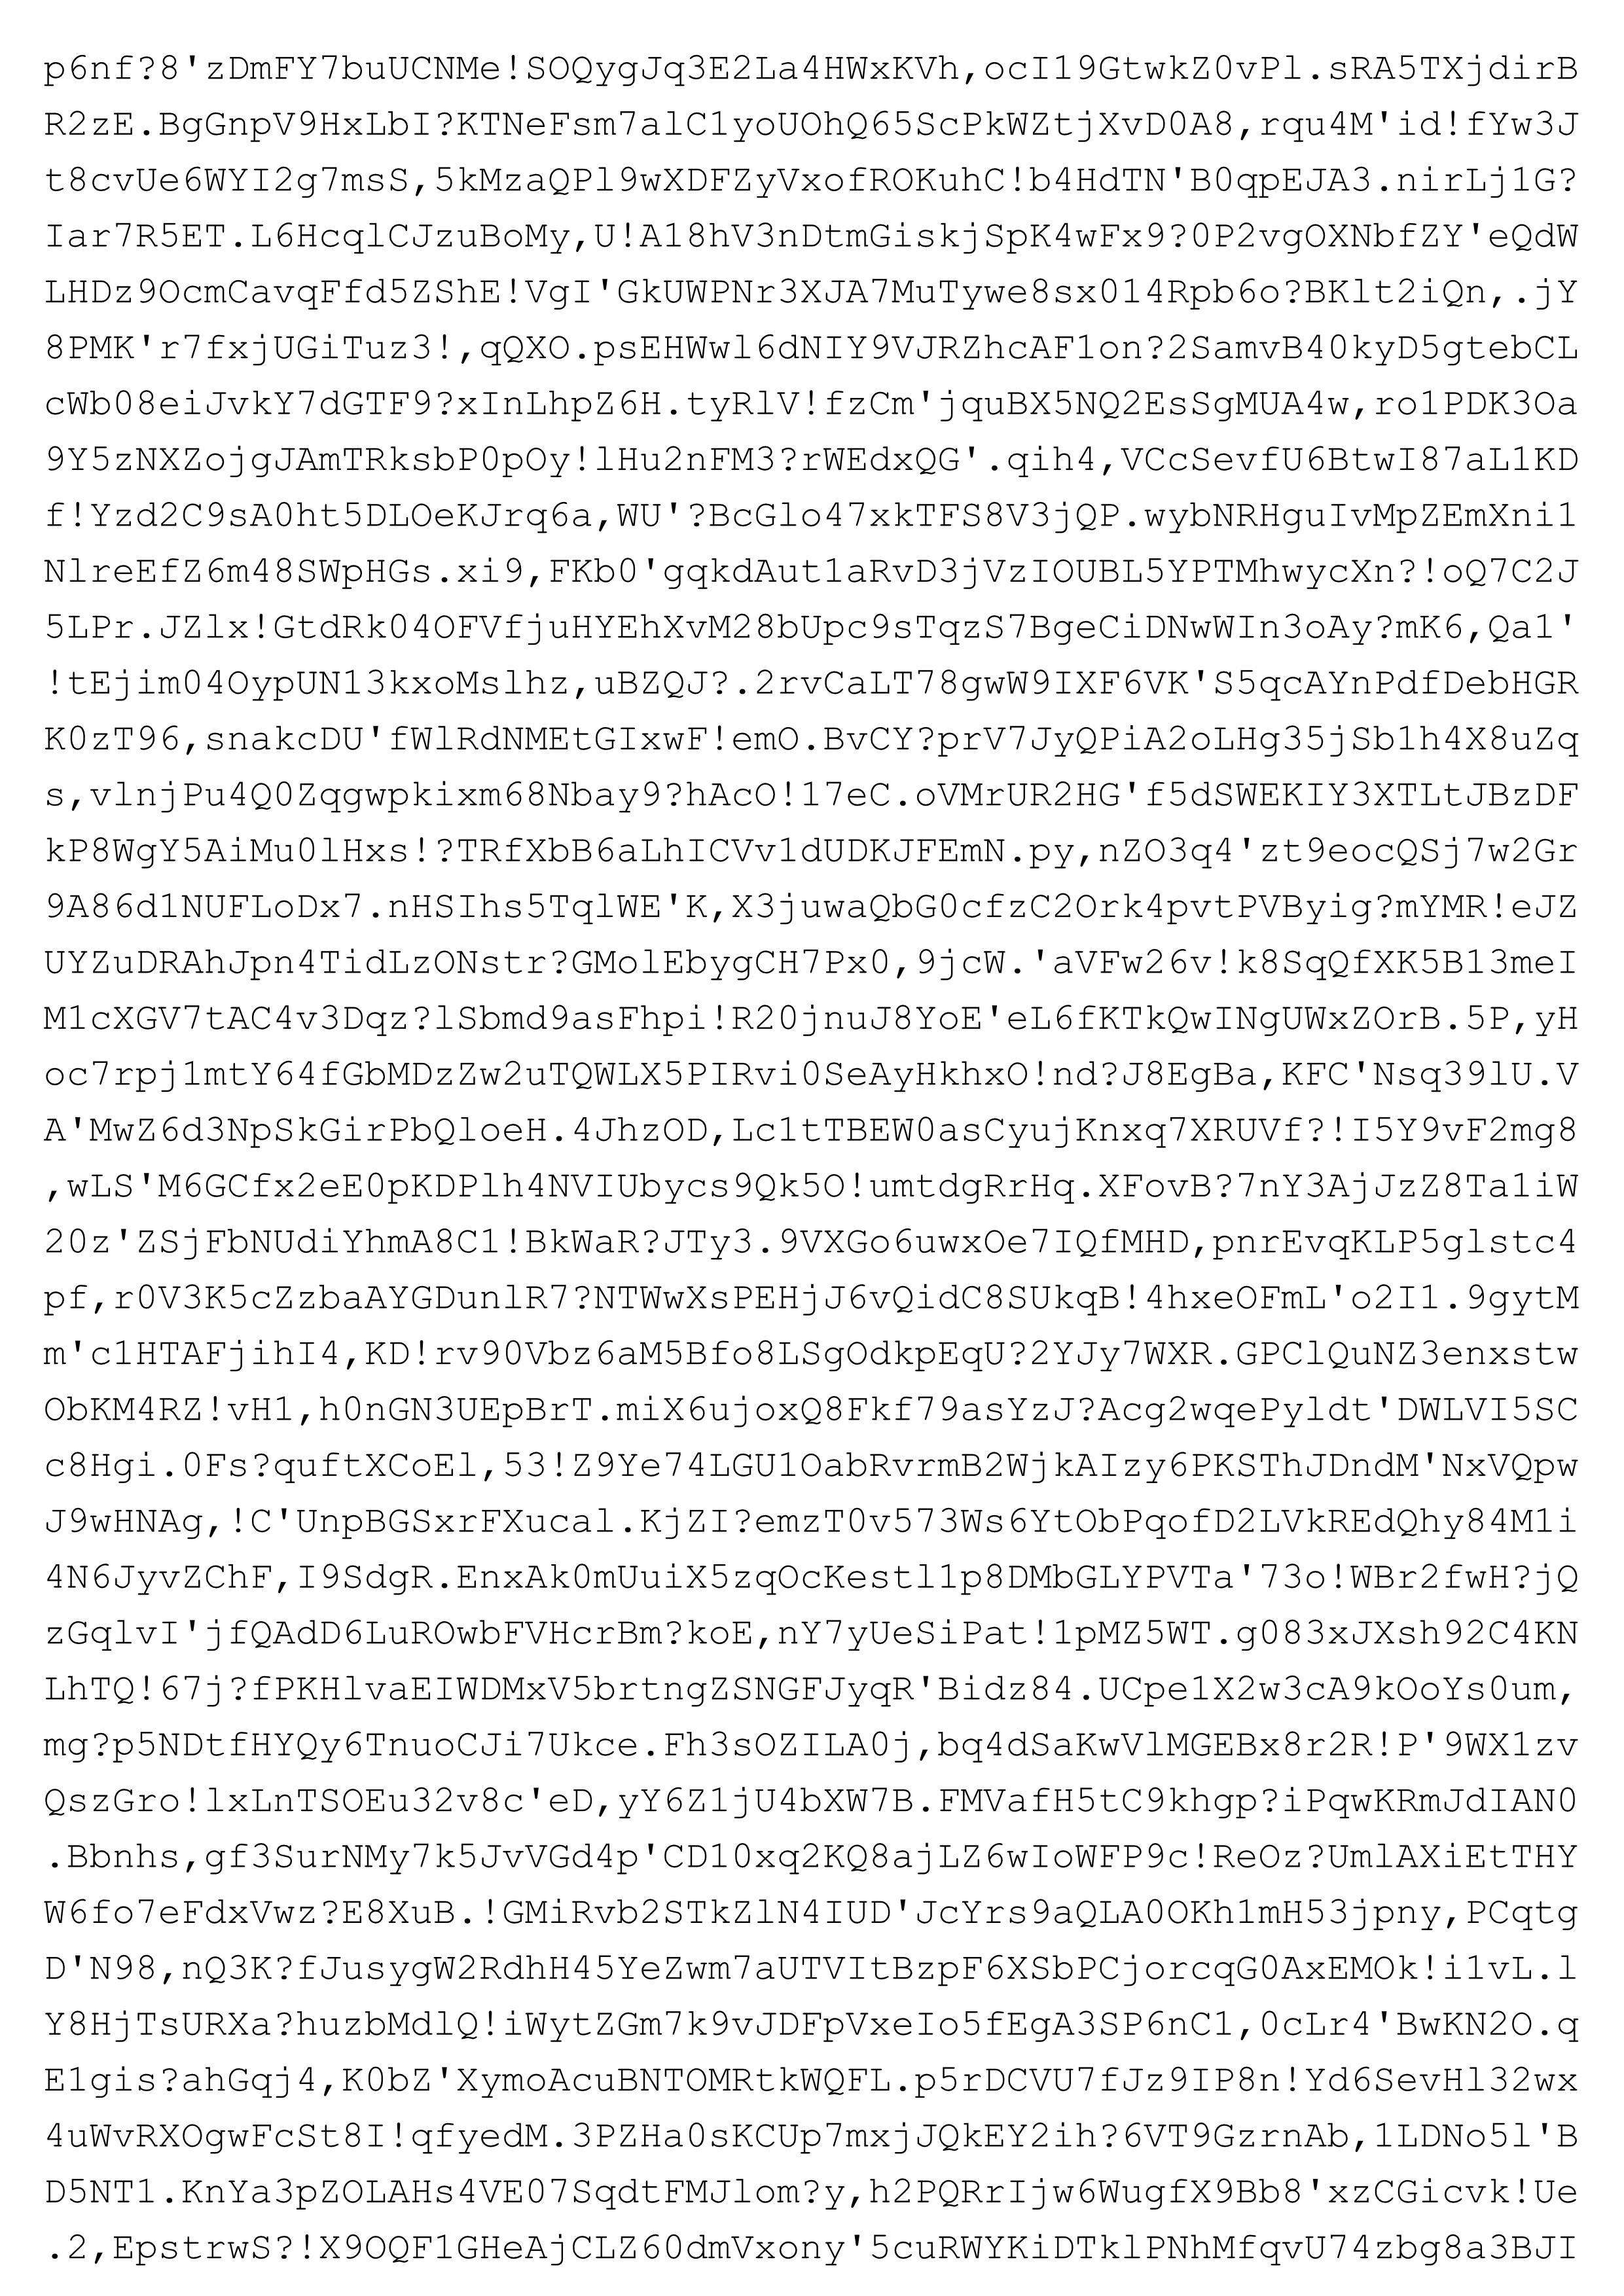 p6nf?8'zDmFY7buUCNMe!SOQygJq3E2La4HWxKVh,ocI19GtwkZ0vPl.sRA5TXjdirB
R2zE.BgGnpV9HxLbI?KTNeFsm7alC1yoUOhQ65ScPkWZtjXvD0A8,rqu4M'id!fYw3J
t8cvUe6WYI2g7msS,5kMzaQPl9wXDFZyVxofROKuhC!b4HdTN'B0qpEJA3.nirLj1G?
Iar7R5ET.L6HcqlCJzuBoMy,U!A18hV3nDtmGiskjSpK4wFx9?0P2vgOXNbfZY'eQdW
LHDz9OcmCavqFfd5ZShE!VgI'GkUWPNr3XJA7MuTywe8sx014Rpb6o?BKlt2iQn,.jY
8PMK'r7fxjUGiTuz3!,qQXO.psEHWwl6dNIY9VJRZhcAF1on?2SamvB40kyD5gtebCL
cWb08eiJvkY7dGTF9?xInLhpZ6H.tyRlV!fzCm'jquBX5NQ2EsSgMUA4w,ro1PDK3Oa
9Y5zNXZojgJAmTRksbP0pOy!lHu2nFM3?rWEdxQG'.qih4,VCcSevfU6BtwI87aL1KD
f!Yzd2C9sA0ht5DLOeKJrq6a,WU'?BcGlo47xkTFS8V3jQP.wybNRHguIvMpZEmXni1
NlreEfZ6m48SWpHGs.xi9,FKb0'gqkdAut1aRvD3jVzIOUBL5YPTMhwycXn?!oQ7C2J
5LPr.JZlx!GtdRk04OFVfjuHYEhXvM28bUpc9sTqzS7BgeCiDNwWIn3oAy?mK6,Qa1'
!tEjim04OypUN13kxoMslhz,uBZQJ?.2rvCaLT78gwW9IXF6VK'S5qcAYnPdfDebHGR
K0zT96,snakcDU'fWlRdNMEtGIxwF!emO.BvCY?prV7JyQPiA2oLHg35jSb1h4X8uZq
s,vlnjPu4Q0Zqgwpkixm68Nbay9?hAcO!17eC.oVMrUR2HG'f5dSWEKIY3XTLtJBzDF
kP8WgY5AiMu0lHxs!?TRfXbB6aLhICVv1dUDKJFEmN.py,nZO3q4'zt9eocQSj7w2Gr
9A86d1NUFLoDx7.nHSIhs5TqlWE'K,X3juwaQbG0cfzC2Ork4pvtPVByig?mYMR!eJZ
UYZuDRAhJpn4TidLzONstr?GMolEbygCH7Px0,9jcW.'aVFw26v!k8SqQfXK5B13meI
M1cXGV7tAC4v3Dqz?lSbmd9asFhpi!R20jnuJ8YoE'eL6fKTkQwINgUWxZOrB.5P,yH
oc7rpj1mtY64fGbMDzZw2uTQWLX5PIRvi0SeAyHkhxO!nd?J8EgBa,KFC'Nsq39lU.V
A'MwZ6d3NpSkGirPbQloeH.4JhzOD,Lc1tTBEW0asCyujKnxq7XRUVf?!I5Y9vF2mg8
,wLS'M6GCfx2eE0pKDPlh4NVIUbycs9Qk5O!umtdgRrHq.XFovB?7nY3AjJzZ8Ta1iW
20z'ZSjFbNUdiYhmA8C1!BkWaR?JTy3.9VXGo6uwxOe7IQfMHD,pnrEvqKLP5glstc4
pf,r0V3K5cZzbaAYGDunlR7?NTWwXsPEHjJ6vQidC8SUkqB!4hxeOFmL'o2I1.9gytM
m'c1HTAFjihI4,KD!rv90Vbz6aM5Bfo8LSgOdkpEqU?2YJy7WXR.GPClQuNZ3enxstw
ObKM4RZ!vH1,h0nGN3UEpBrT.miX6ujoxQ8Fkf79asYzJ?Acg2wqePyldt'DWLVI5SC
c8Hgi.0Fs?quftXCoEl,53!Z9Ye74LGU1OabRvrmB2WjkAIzy6PKSThJDndM'NxVQpw
J9wHNAg,!C'UnpBGSxrFXucal.KjZI?emzT0v573Ws6YtObPqofD2LVkREdQhy84M1i
4N6JyvZChF,I9SdgR.EnxAk0mUuiX5zqOcKestl1p8DMbGLYPVTa'73o!WBr2fwH?jQ
zGqlvI'jfQAdD6LuROwbFVHcrBm?koE,nY7yUeSiPat!1pMZ5WT.g083xJXsh92C4KN
LhTQ!67j?fPKHlvaEIWDMxV5brtngZSNGFJyqR'Bidz84.UCpe1X2w3cA9kOoYs0um,
mg?p5NDtfHYQy6TnuoCJi7Ukce.Fh3sOZILA0j,bq4dSaKwVlMGEBx8r2R!P'9WX1zv
QszGro!lxLnTSOEu32v8c'eD,yY6Z1jU4bXW7B.FMVafH5tC9khgp?iPqwKRmJdIAN0
.Bbnhs,gf3SurNMy7k5JvVGd4p'CD10xq2KQ8ajLZ6wIoWFP9c!ReOz?UmlAXiEtTHY
W6fo7eFdxVwz?E8XuB.!GMiRvb2STkZlN4IUD'JcYrs9aQLA0OKh1mH53jpny,PCqtg
D'N98,nQ3K?fJusygW2RdhH45YeZwm7aUTVItBzpF6XSbPCjorcqG0AxEMOk!i1vL.l
Y8HjTsURXa?huzbMdlQ!iWytZGm7k9vJDFpVxeIo5fEgA3SP6nC1,0cLr4'BwKN2O.q
E1gis?ahGqj4,K0bZ'XymoAcuBNTOMRtkWQFL.p5rDCVU7fJz9IP8n!Yd6SevHl32wx
4uWvRXOgwFcSt8I!qfyedM.3PZHa0sKCUp7mxjJQkEY2ih?6VT9GzrnAb,1LDNo5l'B
D5NT1.KnYa3pZOLAHs4VE07SqdtFMJlom?y,h2PQRrIjw6WugfX9Bb8'xzCGicvk!Ue
.2,EpstrwS?!X9OQF1GHeAjCLZ60dmVxony'5cuRWYKiDTklPNhMfqvU74zbg8a3BJI